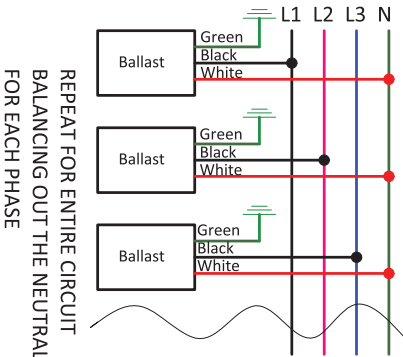 L1 L2 L3 N
Green
Ballast
Black
White
Green
Ballast
Black
White
Green
Ballast
Black
White
REPEAT FOR ENTIRE CIRCUIT
BALANCING OUT THE NEUTRAL
FOR EACH PHASE